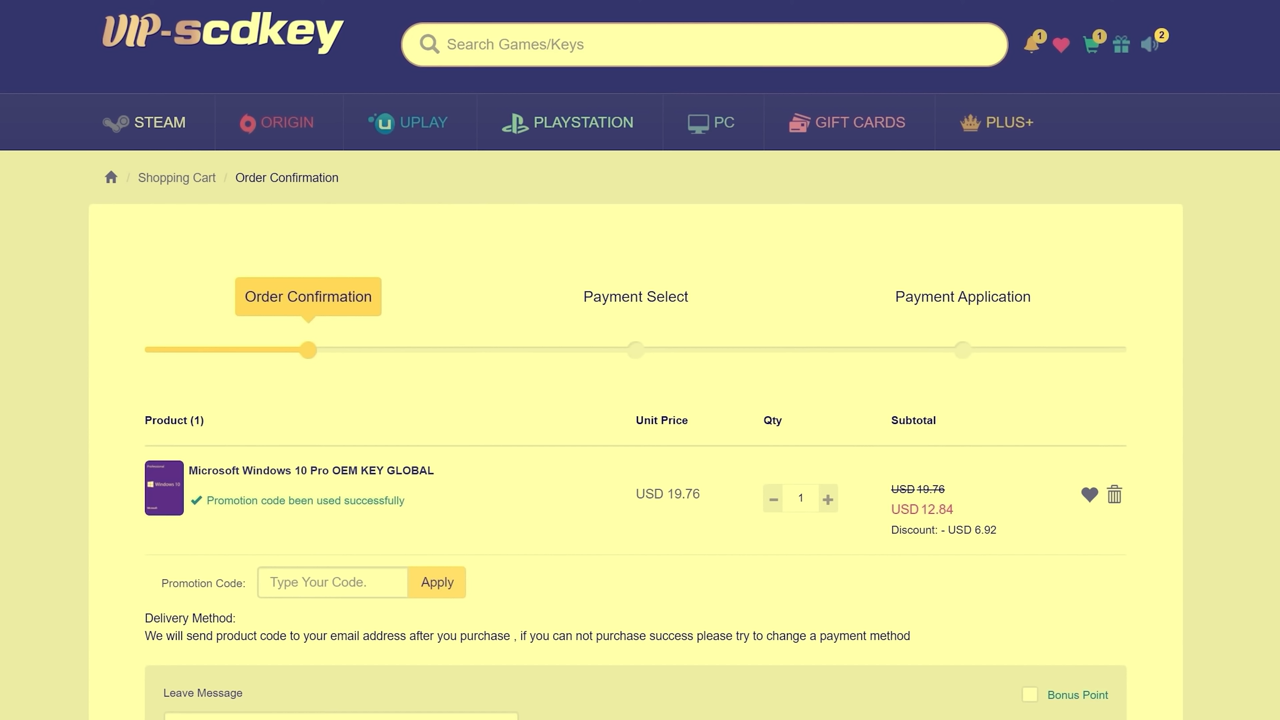 VIP-scdkey
Search Games/Keys
1
1
2
STEAM
ORIGIN
UPLAY
PLAYSTATION
PC
GIFT CARDS
PLUS+
Shopping Cart / Order Confirmation
Order Confirmation
Payment Select
Payment Application
Product (1)
Unit Price
Qty
Subtotal
Microsoft Windows 10 Pro OEM KEY GLOBAL
Promotion code been used successfully
Windows 10
USD 19.76
1
USD 19.76
USD 12.84
Discount: - USD 6.92
Promotion Code:
Type Your Code.
Apply
Delivery Method:
We will send product code to your email address after you purchase , if you can not purchase success please try to change a payment method
Leave Message
Bonus Point